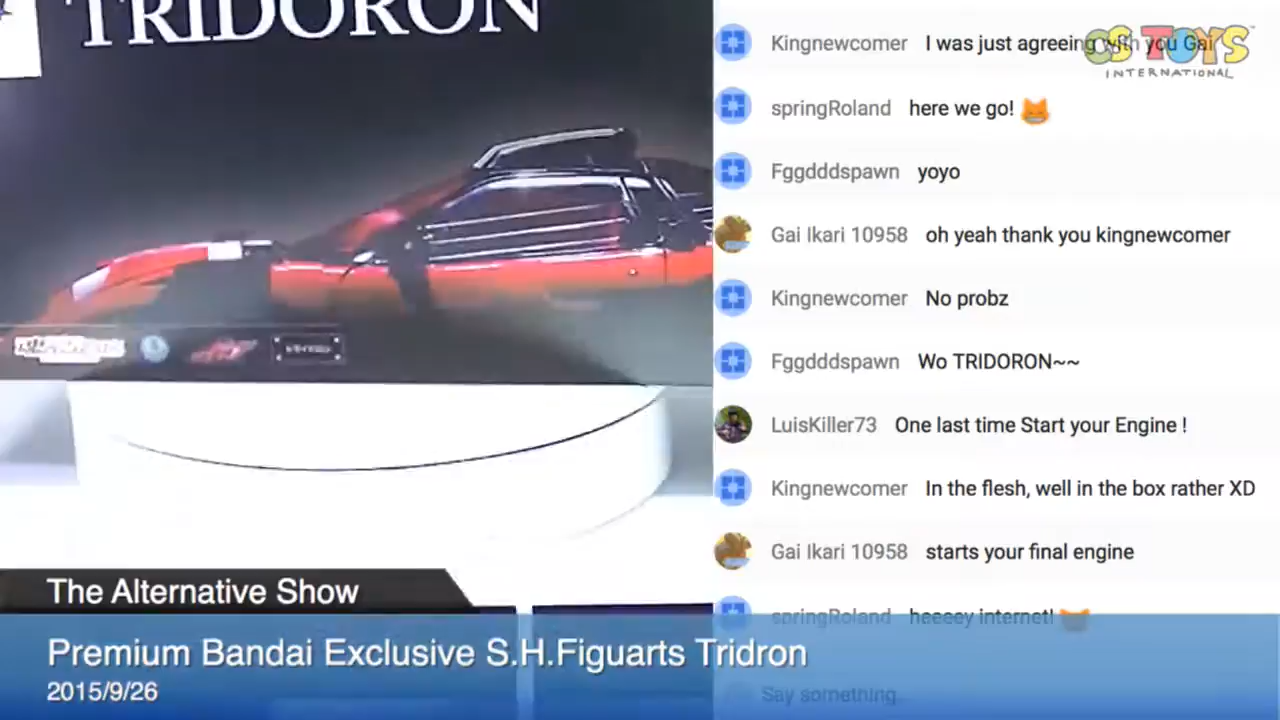 TRIDORON
CS TOYS
INTERNATIONAL
Kingnewcomer I was just agreeing with you Gai
springRoland here we go!
Fggdddspawn yoyo
Gai Ikari 10958 oh yeah thank you kingnewcomer
Kingnewcomer No probz
Fggdddspawn Wo TRIDORON~~
LuisKiller73 One last time Start your Engine !
Kingnewcomer In the flesh, well in the box rather XD
Gai Ikari 10958 starts your final engine
springRoland heeeey internet!
Say something...
The Alternative Show
Premium Bandai Exclusive S.H.Figuarts Tridron
2015/9/26